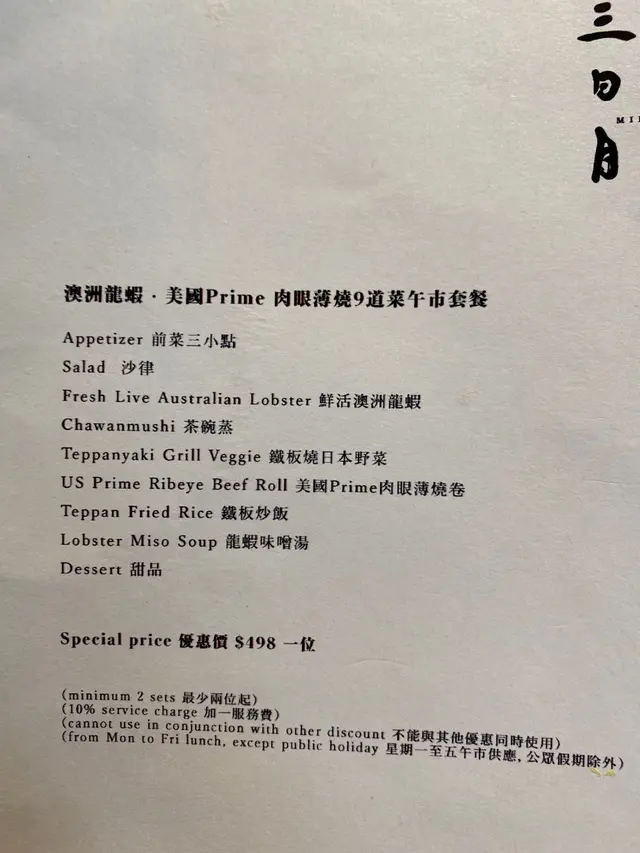 三日月
澳洲龍蝦 · 美國Prime 肉眼薄燒9道菜午市套餐
Appetizer 前菜三小點
Salad 沙律
Fresh Live Australian Lobster 鮮活澳洲龍蝦
Chawanmushi 茶碗蒸
Teppanyaki Grill Veggie 鐵板燒日本野菜
US Prime Ribeye Beef Roll 美國Prime肉眼薄燒卷
Teppan Fried Rice 鐵板炒飯
Lobster Miso Soup 龍蝦味噌湯
Dessert 甜品
Special price 優惠價 $498 一位
(minimum 2 sets 最少兩位起)
(10% service charge 加一服務費)
(cannot use in conjunction with other discount 不能與其他優惠同時使用)
(from Mon to Fri lunch, except public holiday 星期一至五午市供應, 公眾假期除外)